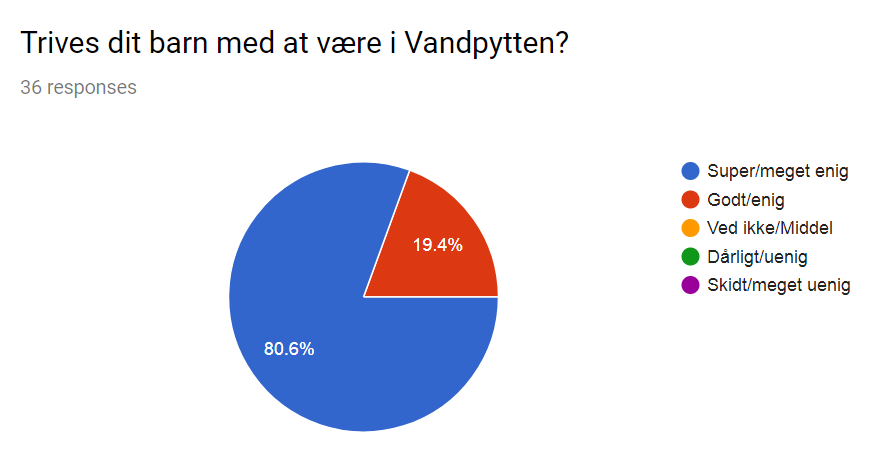 Trives dit barn med at være i Vandpytten?
36 responses
Super/meget enig
Godt/enig
Ved ikke/Middel
Dårligt/uenig
Skidt/meget uenig
19.4%
80.6%